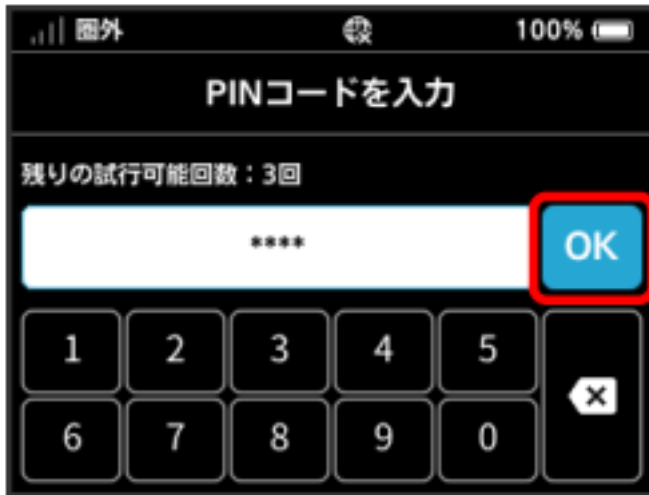 圏外 100%
PINコードを入力
残りの試行可能回数：3回
**** OK
1 2 3 4 5
6 7 8 9 0